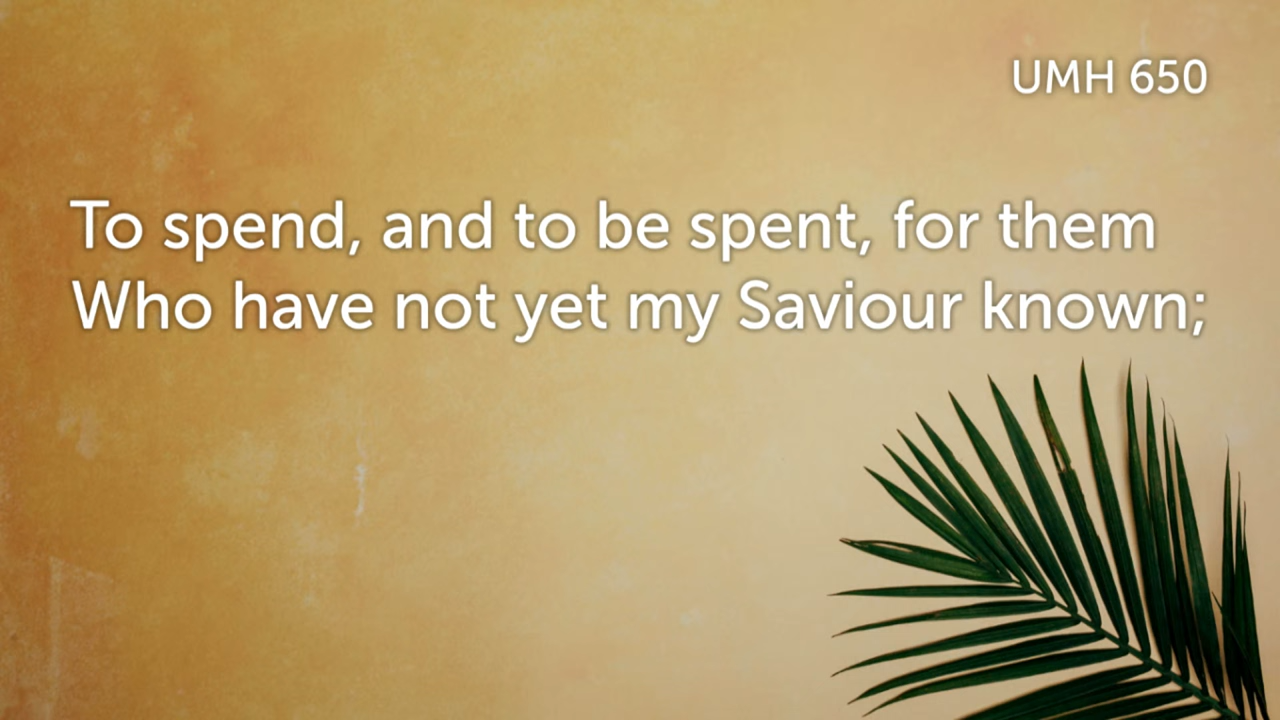 UMH 650
To spend, and to be spent, for them
Who have not yet my Saviour known;